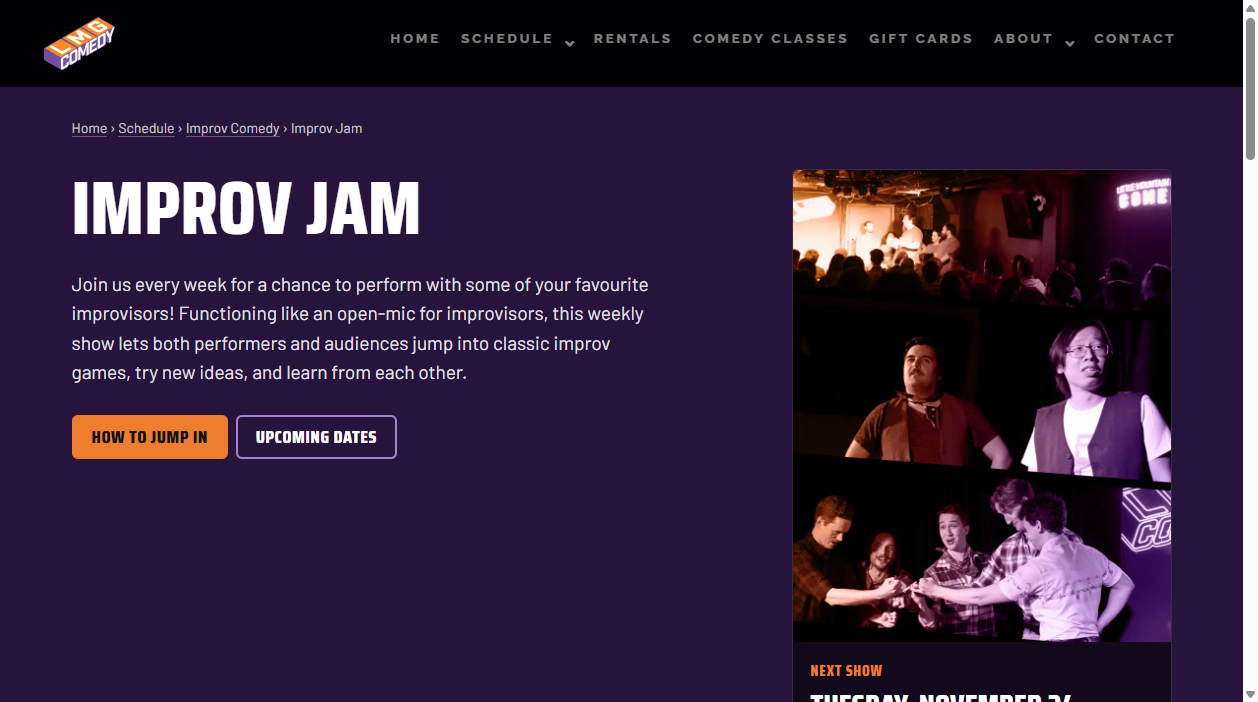 LMG
COMEDY
HOME SCHEDULE RENTALS COMEDY CLASSES GIFT CARDS ABOUT CONTACT
Home › Schedule › Improv Comedy › Improv Jam
IMPROV JAM
Join us every week for a chance to perform with some of your favourite
improvisors! Functioning like an open-mic for improvisors, this weekly
show lets both performers and audiences jump into classic improv
games, try new ideas, and learn from each other.
HOW TO JUMP IN UPCOMING DATES
NEXT SHOW
TUESDAY, NOVEMBER 24